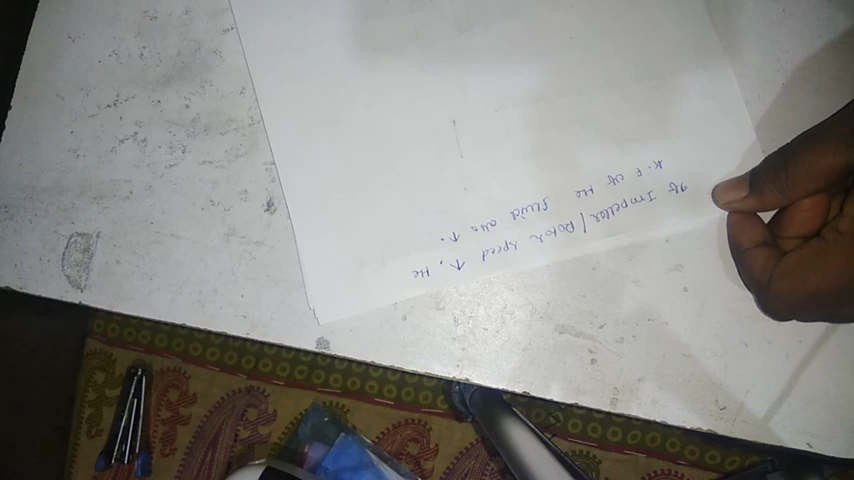 If Impeller/Rotor speed ↑, the
K.E of the fluid also ↑.